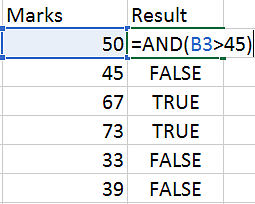 Marks Result
50 =AND(B3>45)
45 FALSE
67 TRUE
73 TRUE
33 FALSE
39 FALSE